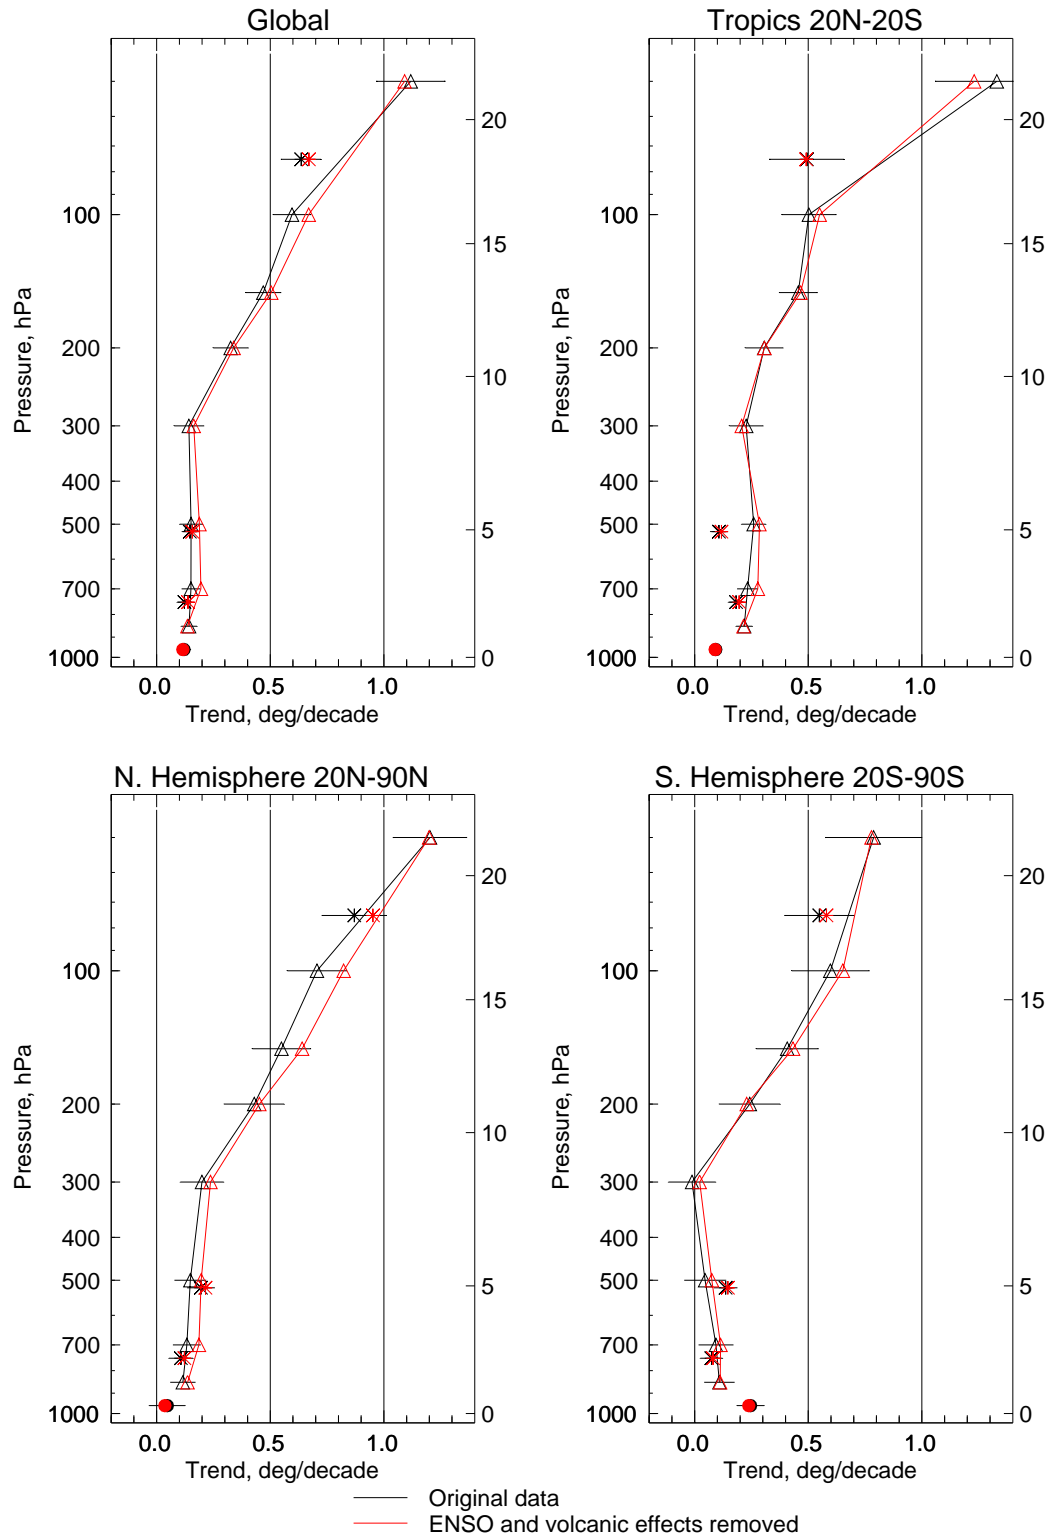 Global
Tropics 20N-20S
Pressure, hPa
100
200
300
400
500
700
1000
20
15
10
5
0
0.0 0.5 1.0
Trend, deg/decade
Pressure, hPa
100
200
300
400
500
700
1000
20
15
10
5
0
0.0 0.5 1.0
Trend, deg/decade
N. Hemisphere 20N-90N
S. Hemisphere 20S-90S
Pressure, hPa
100
200
300
400
500
700
1000
20
15
10
5
0
0.0 0.5 1.0
Trend, deg/decade
Pressure, hPa
100
200
300
400
500
700
1000
20
15
10
5
0
0.0 0.5 1.0
Trend, deg/decade
Original data
ENSO and volcanic effects removed